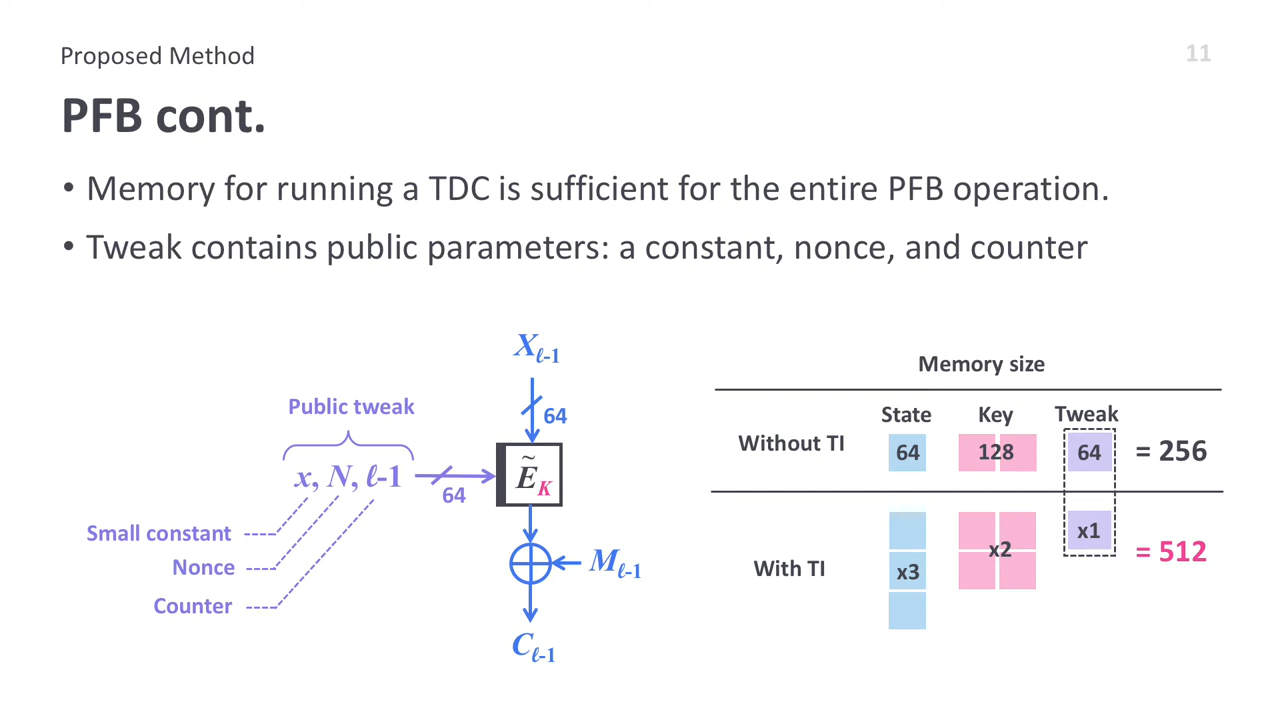 Proposed Method
11
PFB cont.
• Memory for running a TDC is sufficient for the entire PFB operation.
• Tweak contains public parameters: a constant, nonce, and counter
Public tweak
x, N, ℓ-1
64
Small constant
Nonce
Counter
Xℓ-1
64
ẼK
Mℓ-1
Cℓ-1
Memory size
State Key Tweak
Without TI 64 128 64 = 256
With TI x3 x2 x1 = 512